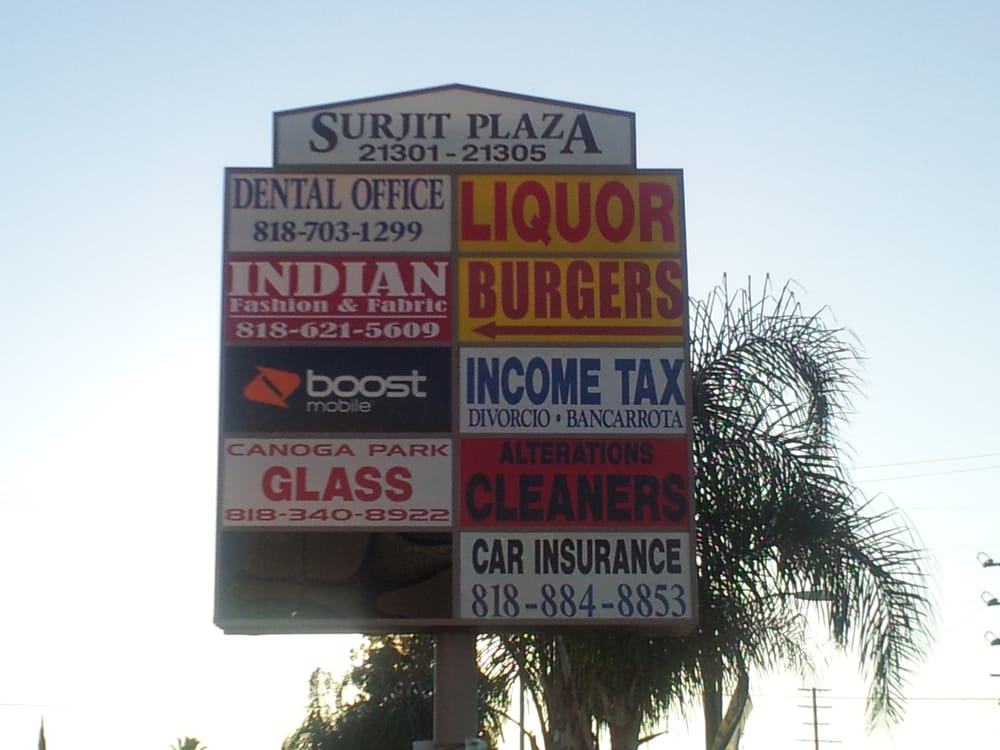 SURJIT PLAZA
21301-21305
DENTAL OFFICE
818-703-1299
LIQUOR
INDIAN
Fashion & Fabric
818-621-5609
BURGERS
boost
mobile
INCOME TAX
DIVORCIO • BANCARROTA
CANOGA PARK
GLASS
818-340-8922
ALTERATIONS
CLEANERS
CAR INSURANCE
818-884-8853